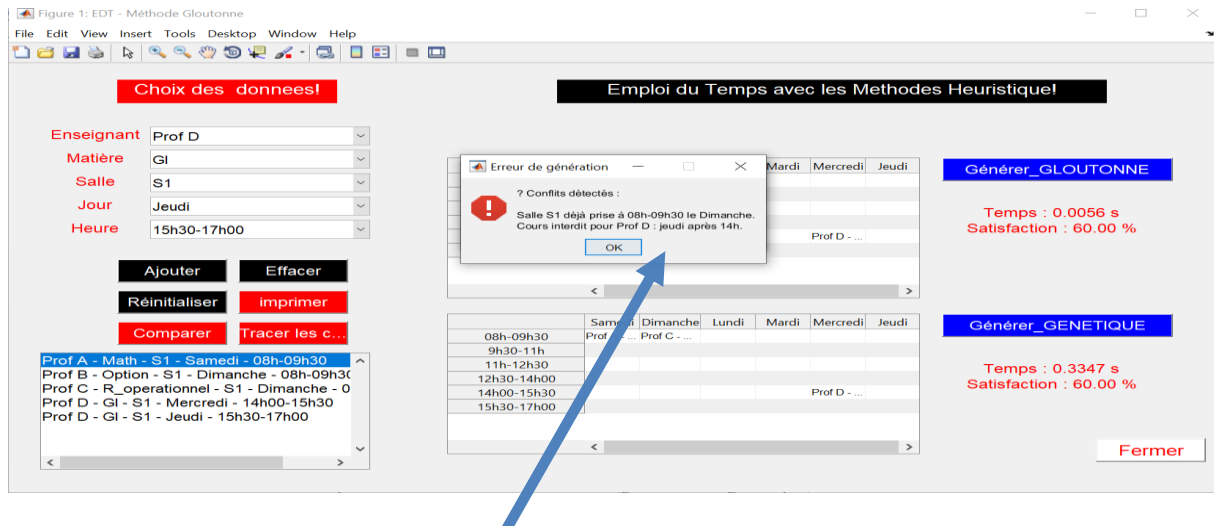 Figure 1: EDT - Méthode Gloutonne
File Edit View Insert Tools Desktop Window Help
Choix des donnees!
Emploi du Temps avec les Methodes Heuristique!
Enseignant Prof D
Matière GI
Salle S1
Jour Jeudi
Heure 15h30-17h00
Ajouter Effacer
Réinitialiser imprimer
Comparer Tracer les c...
Prof A - Math - S1 - Samedi - 08h-09h30
Prof B - Option - S1 - Dimanche - 08h-09h30
Prof C - R_operationnel - S1 - Dimanche - 0
Prof D - GI - S1 - Mercredi - 14h00-15h30
Prof D - GI - S1 - Jeudi - 15h30-17h00
Erreur de génération
? Conflits détectés :
Salle S1 déjà prise à 08h-09h30 le Dimanche.
Cours interdit pour Prof D : jeudi après 14h.
OK
Mardi Mercredi Jeudi
Prof D - ...
Générer_GLOUTONNE
Temps : 0.0056 s
Satisfaction : 60.00 %
Dimanche Lundi Mardi Mercredi Jeudi
08h-09h30 Prof ... Prof C - ...
9h30-11h
11h-12h30
12h30-14h00
14h00-15h30 Prof D - ...
15h30-17h00
Générer_GENETIQUE
Temps : 0.3347 s
Satisfaction : 60.00 %
Fermer